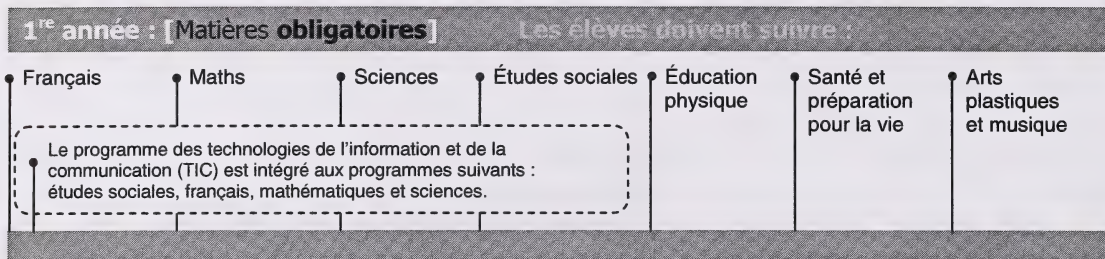 1re année : [Matières obligatoires] Les élèves doivent suivre :
Français Maths Sciences Études sociales Éducation physique Santé et préparation pour la vie Arts plastiques et musique
Le programme des technologies de l'information et de la
communication (TIC) est intégré aux programmes suivants :
études sociales, français, mathématiques et sciences.